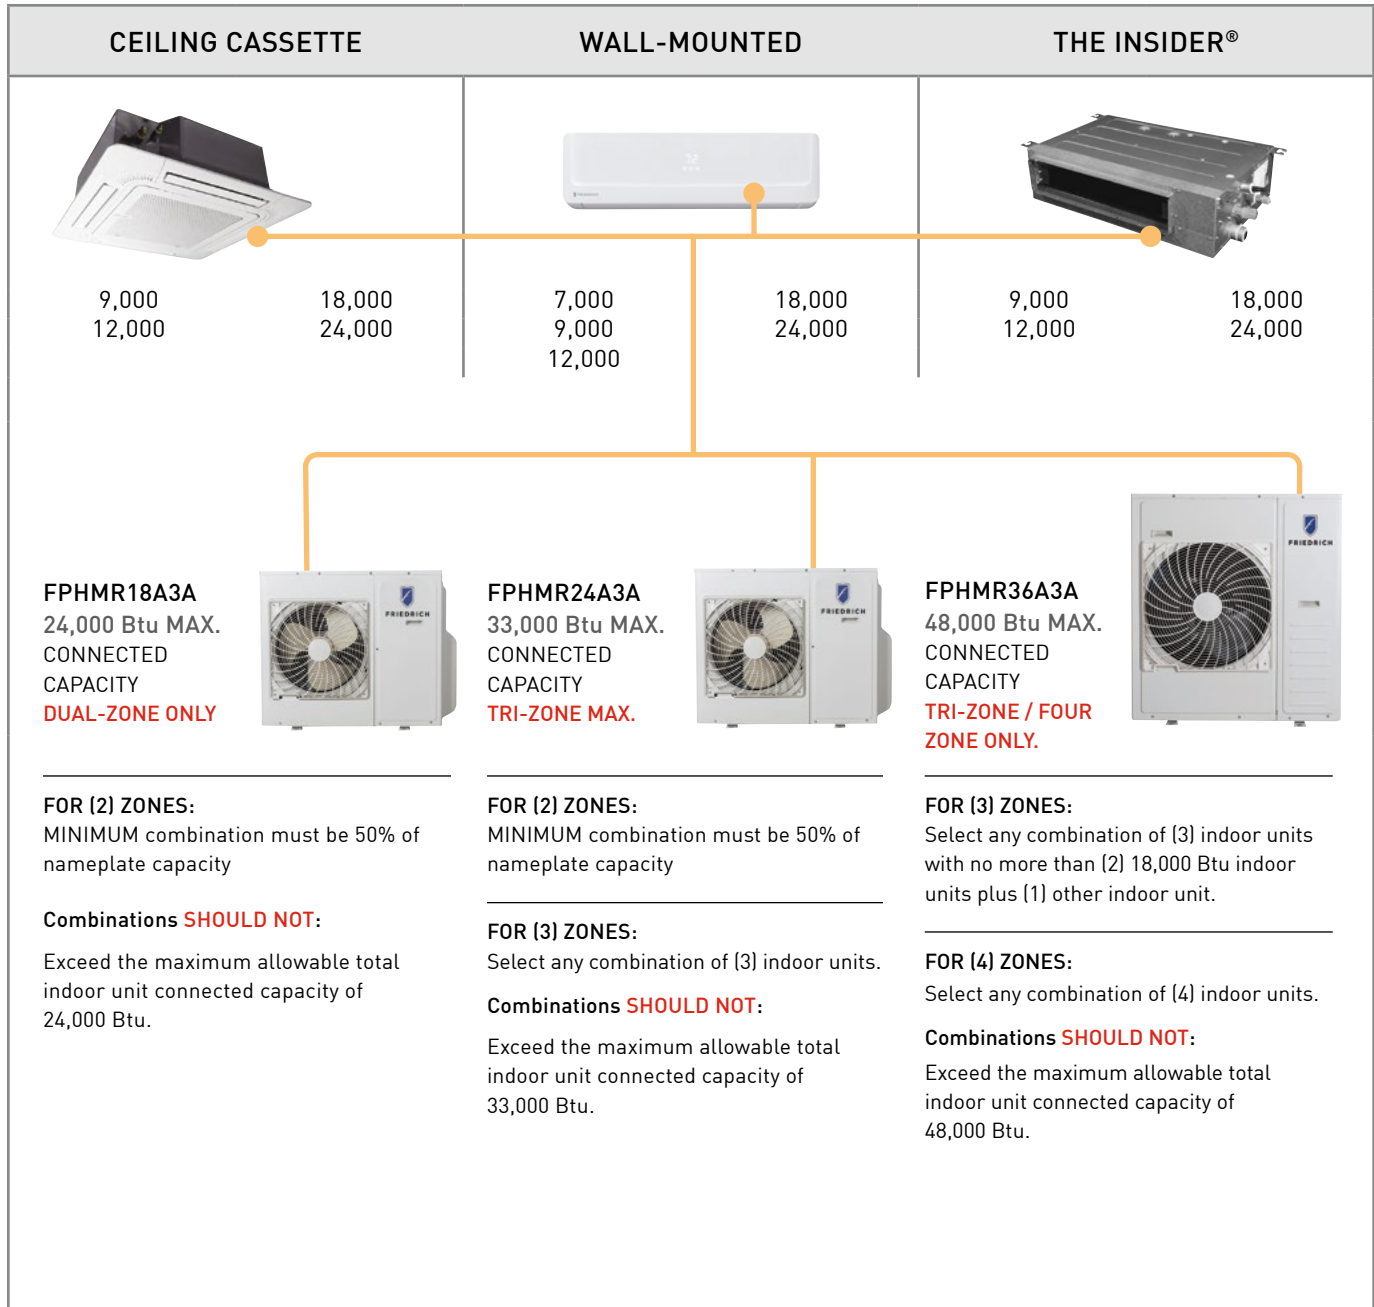 CEILING CASSETTE
WALL-MOUNTED
THE INSIDER®
72
9,000
12,000
18,000
24,000
7,000
9,000
12,000
18,000
24,000
9,000
12,000
18,000
24,000
FPHMR18A3A
24,000 Btu MAX.
CONNECTED
CAPACITY
DUAL-ZONE ONLY
FRIEDRICH
FOR (2) ZONES:
MINIMUM combination must be 50% of
nameplate capacity
Combinations SHOULD NOT:
Exceed the maximum allowable total
indoor unit connected capacity of
24,000 Btu.
FPHMR24A3A
33,000 Btu MAX.
CONNECTED
CAPACITY
TRI-ZONE MAX.
FRIEDRICH
FOR (2) ZONES:
MINIMUM combination must be 50% of
nameplate capacity
FOR (3) ZONES:
Select any combination of (3) indoor units.
Combinations SHOULD NOT:
Exceed the maximum allowable total
indoor unit connected capacity of
33,000 Btu.
FPHMR36A3A
48,000 Btu MAX.
CONNECTED
CAPACITY
TRI-ZONE / FOUR
ZONE ONLY.
FRIEDRICH
FOR (3) ZONES:
Select any combination of (3) indoor units
with no more than (2) 18,000 Btu indoor
units plus (1) other indoor unit.
FOR (4) ZONES:
Select any combination of (4) indoor units.
Combinations SHOULD NOT:
Exceed the maximum allowable total
indoor unit connected capacity of
48,000 Btu.